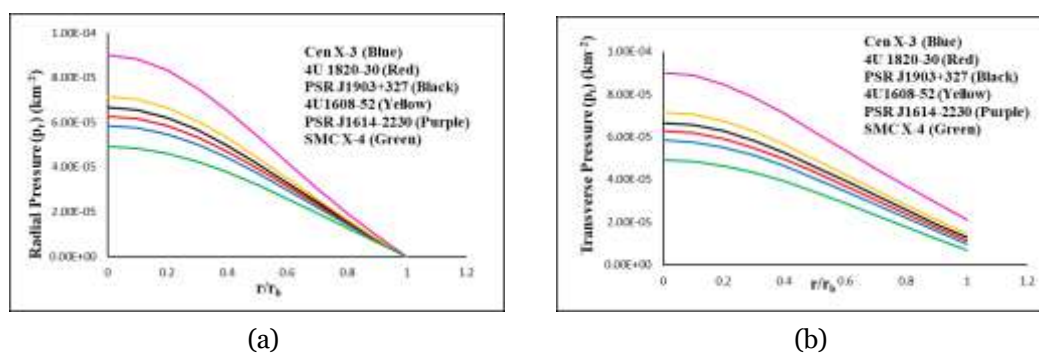 1.00E-04
8.00E-05
6.00E-05
4.00E-05
2.00E-05
0.00E+00
Radial Pressure (pᵣ) (km⁻²)
Cen X-3 (Blue)
4U 1820-30 (Red)
PSR J1903+327 (Black)
4U1608-52 (Yellow)
PSR J1614-2230 (Purple)
SMC X-4 (Green)
0 0.2 0.4 0.6 0.8 1 1.2
r/r_b
(a)
1.00E-04
8.00E-05
6.00E-05
4.00E-05
2.00E-05
0.00E+00
Transverse Pressure (pₜ) (km⁻²)
Cen X-3 (Blue)
4U 1820-30 (Red)
PSR J1903+327 (Black)
4U1608-52 (Yellow)
PSR J1614-2230 (Purple)
SMC X-4 (Green)
0 0.2 0.4 0.6 0.8 1 1.2
r/r_b
(b)